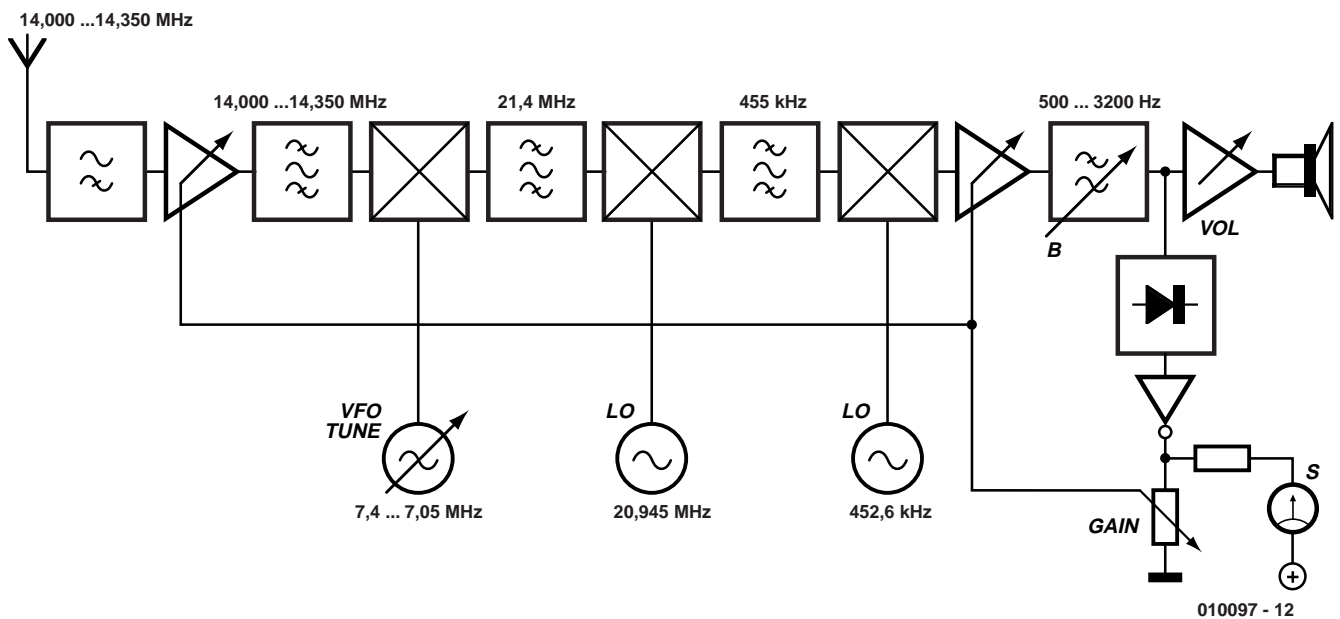 14,000 ...14,350 MHz
14,000 ...14,350 MHz
21,4 MHz
455 kHz
500 ... 3200 Hz
B
VOL
VFO
TUNE
LO
LO
S
7,4 ... 7,05 MHz
20,945 MHz
452,6 kHz
GAIN
010097 - 12